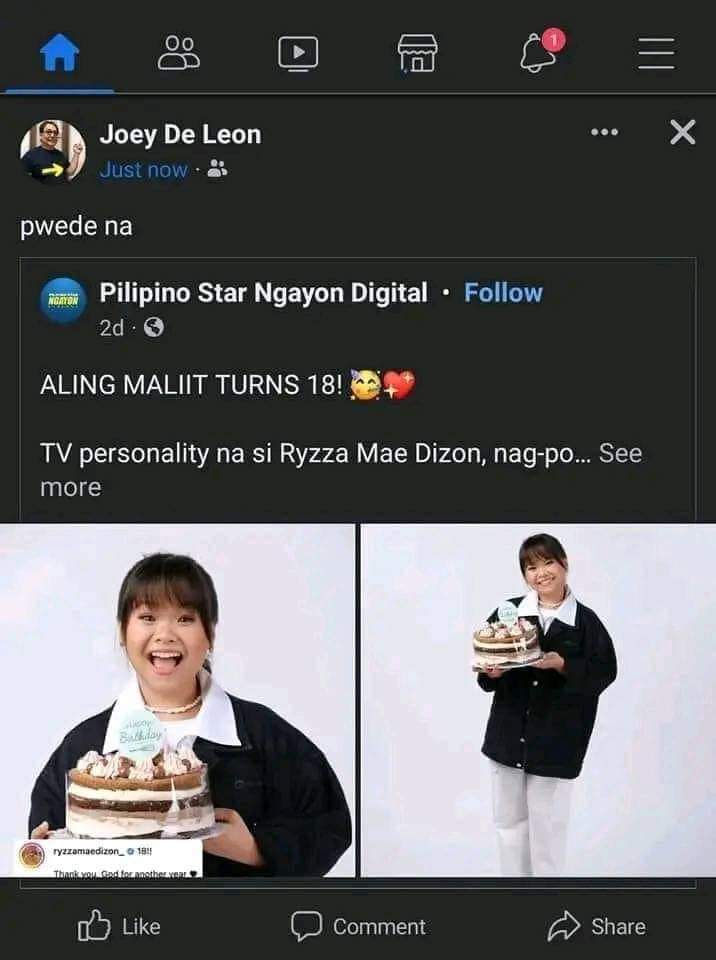 1
Joey De Leon
Just now ·
pwede na
NGAYON
Pilipino Star Ngayon Digital · Follow
2d ·
ALING MALIIT TURNS 18! 🥳💖
TV personality na si Ryzza Mae Dizon, nag-po... See
more
Happy
Birthday
ryzzamaedizon_ 18!!
Thank you, God for another year 🖤
Like
Comment
Share